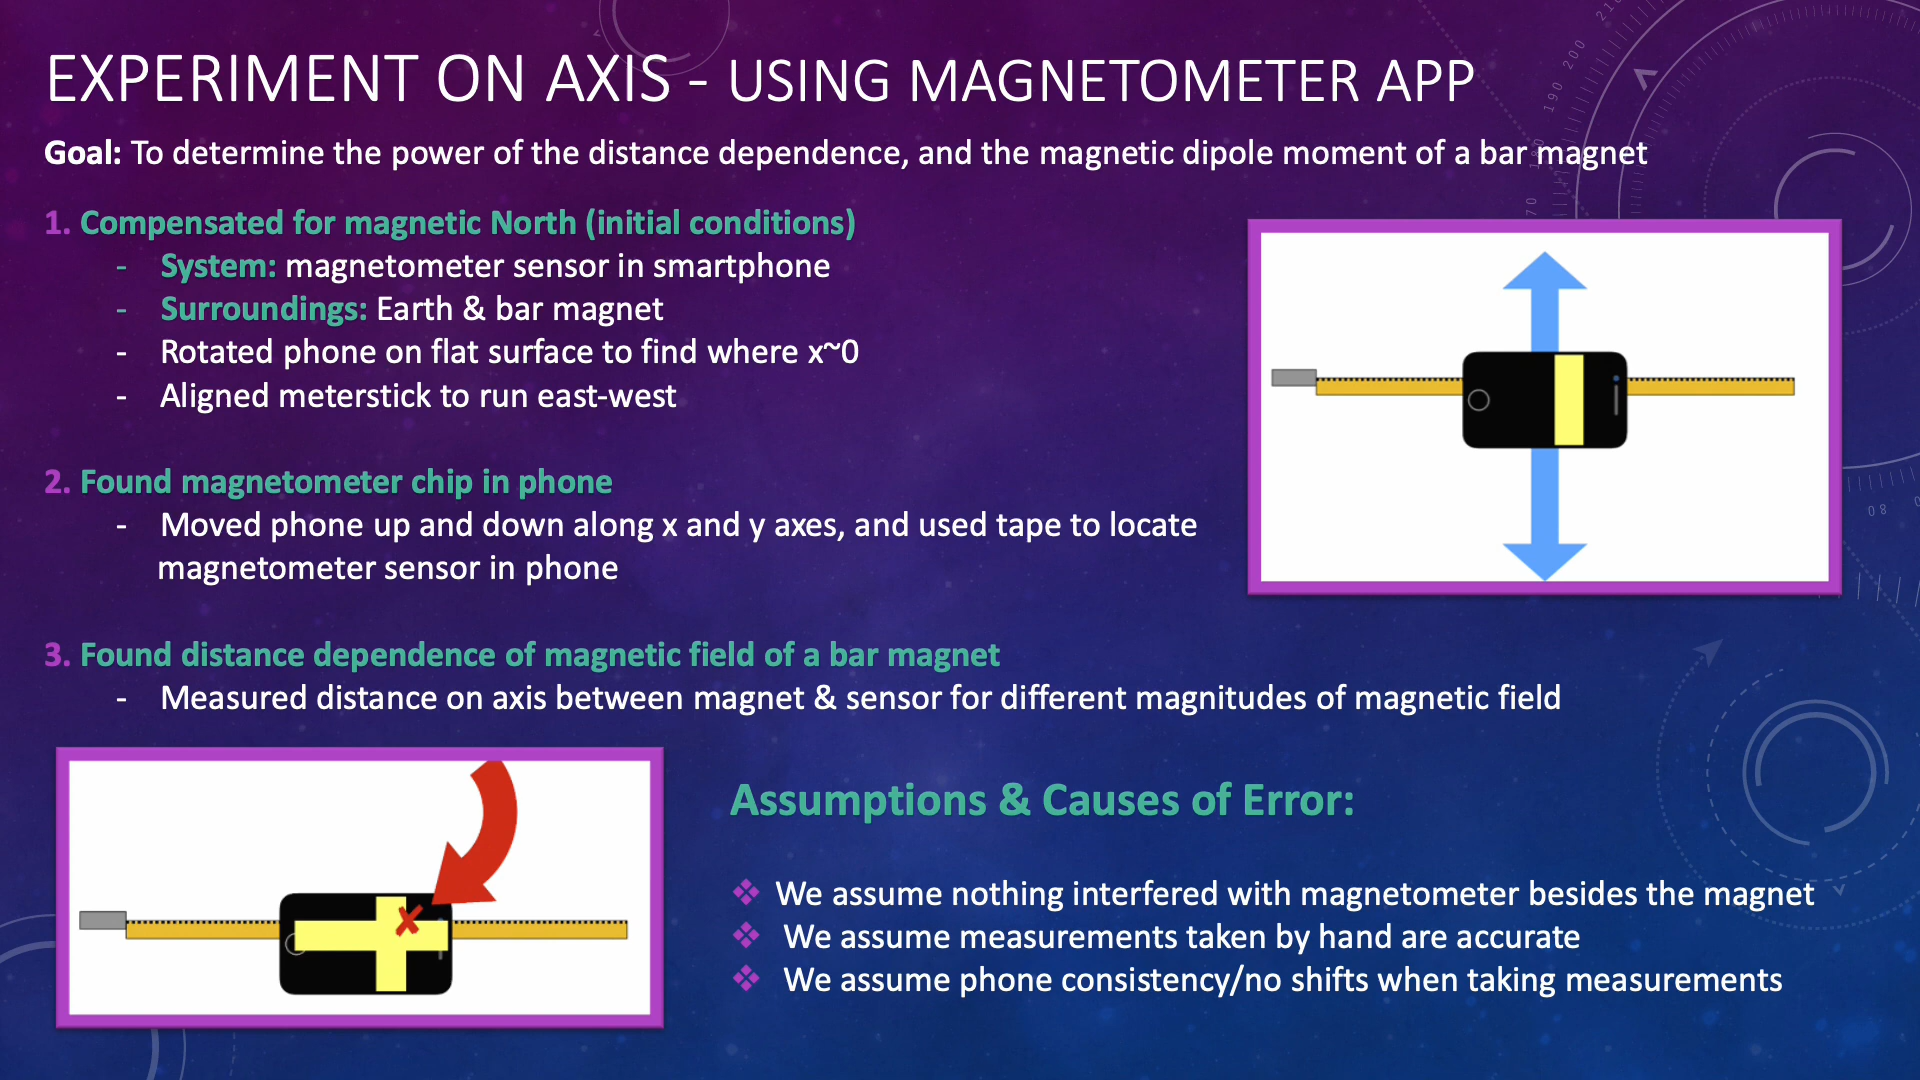 EXPERIMENT ON AXIS - USING MAGNETOMETER APP
Goal: To determine the power of the distance dependence, and the magnetic dipole moment of a bar magnet
1. Compensated for magnetic North (initial conditions)
- System: magnetometer sensor in smartphone
- Surroundings: Earth & bar magnet
- Rotated phone on flat surface to find where x~0
- Aligned meterstick to run east-west
2. Found magnetometer chip in phone
- Moved phone up and down along x and y axes, and used tape to locate
magnetometer sensor in phone
3. Found distance dependence of magnetic field of a bar magnet
- Measured distance on axis between magnet & sensor for different magnitudes of magnetic field
Assumptions & Causes of Error:
❖ We assume nothing interfered with magnetometer besides the magnet
❖ We assume measurements taken by hand are accurate
❖ We assume phone consistency/no shifts when taking measurements
210
200
190
180
70
80